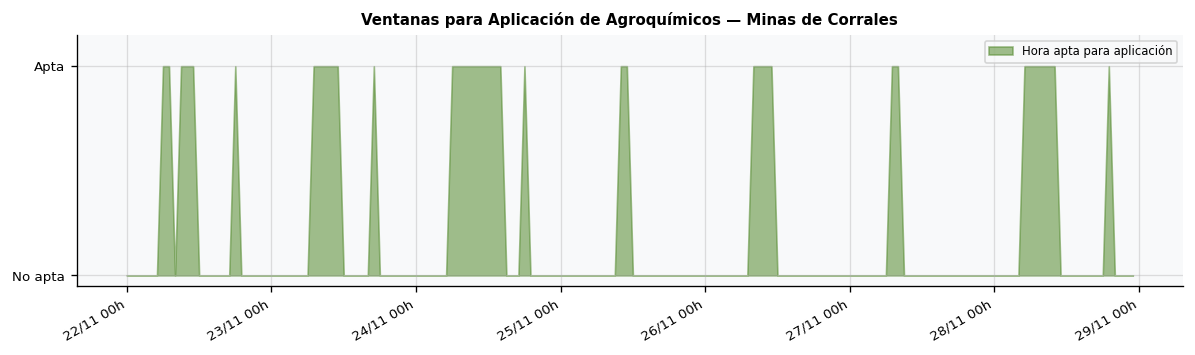 Ventanas para Aplicación de Agroquímicos — Minas de Corrales
Hora apta para aplicación
Apta
No apta
22/11 00h
23/11 00h
24/11 00h
25/11 00h
26/11 00h
27/11 00h
28/11 00h
29/11 00h